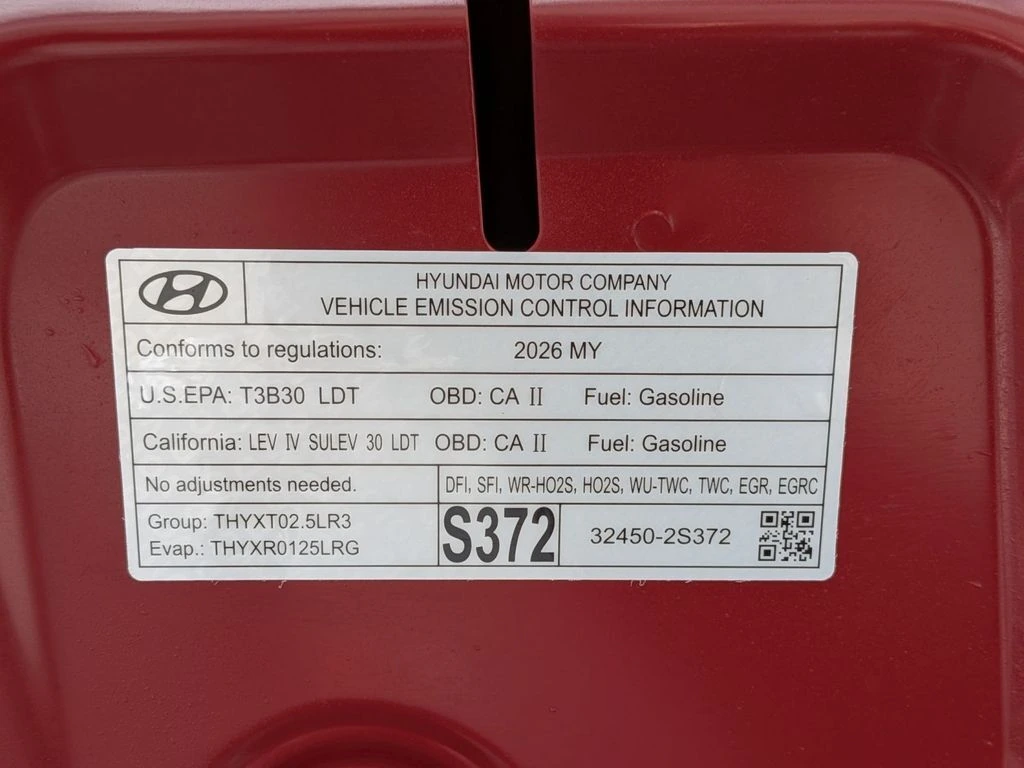 HYUNDAI MOTOR COMPANY
VEHICLE EMISSION CONTROL INFORMATION
Conforms to regulations: 2026 MY
U.S.EPA: T3B30 LDT OBD: CA II Fuel: Gasoline
California: LEV IV SULEV 30 LDT OBD: CA II Fuel: Gasoline
No adjustments needed. DFI, SFI, WR-HO2S, HO2S, WU-TWC, TWC, EGR, EGRC
Group: THYXT02.5LR3
Evap.: THYXR0125LRG
S372
32450-2S372